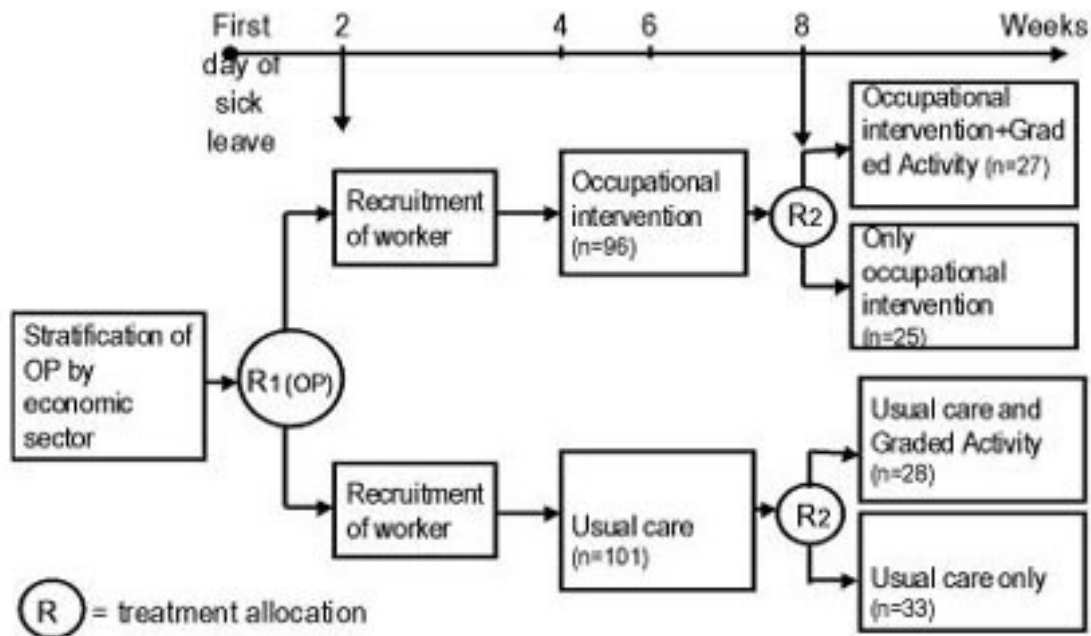 First 2 4 6 8 Weeks
day of
sick
leave
Occupational
intervention+Grad
ed Activity (n=27)
Recruitment
of worker
Occupational
intervention
(n=96)
R2
Only
occupational
intervention
(n=25)
Stratification of
OP by
economic
sector
R1 (OP)
Usual care and
Graded Activity
(n=28)
Recruitment
of worker
Usual care
(n=101)
R2
Usual care only
(n=33)
R = treatment allocation